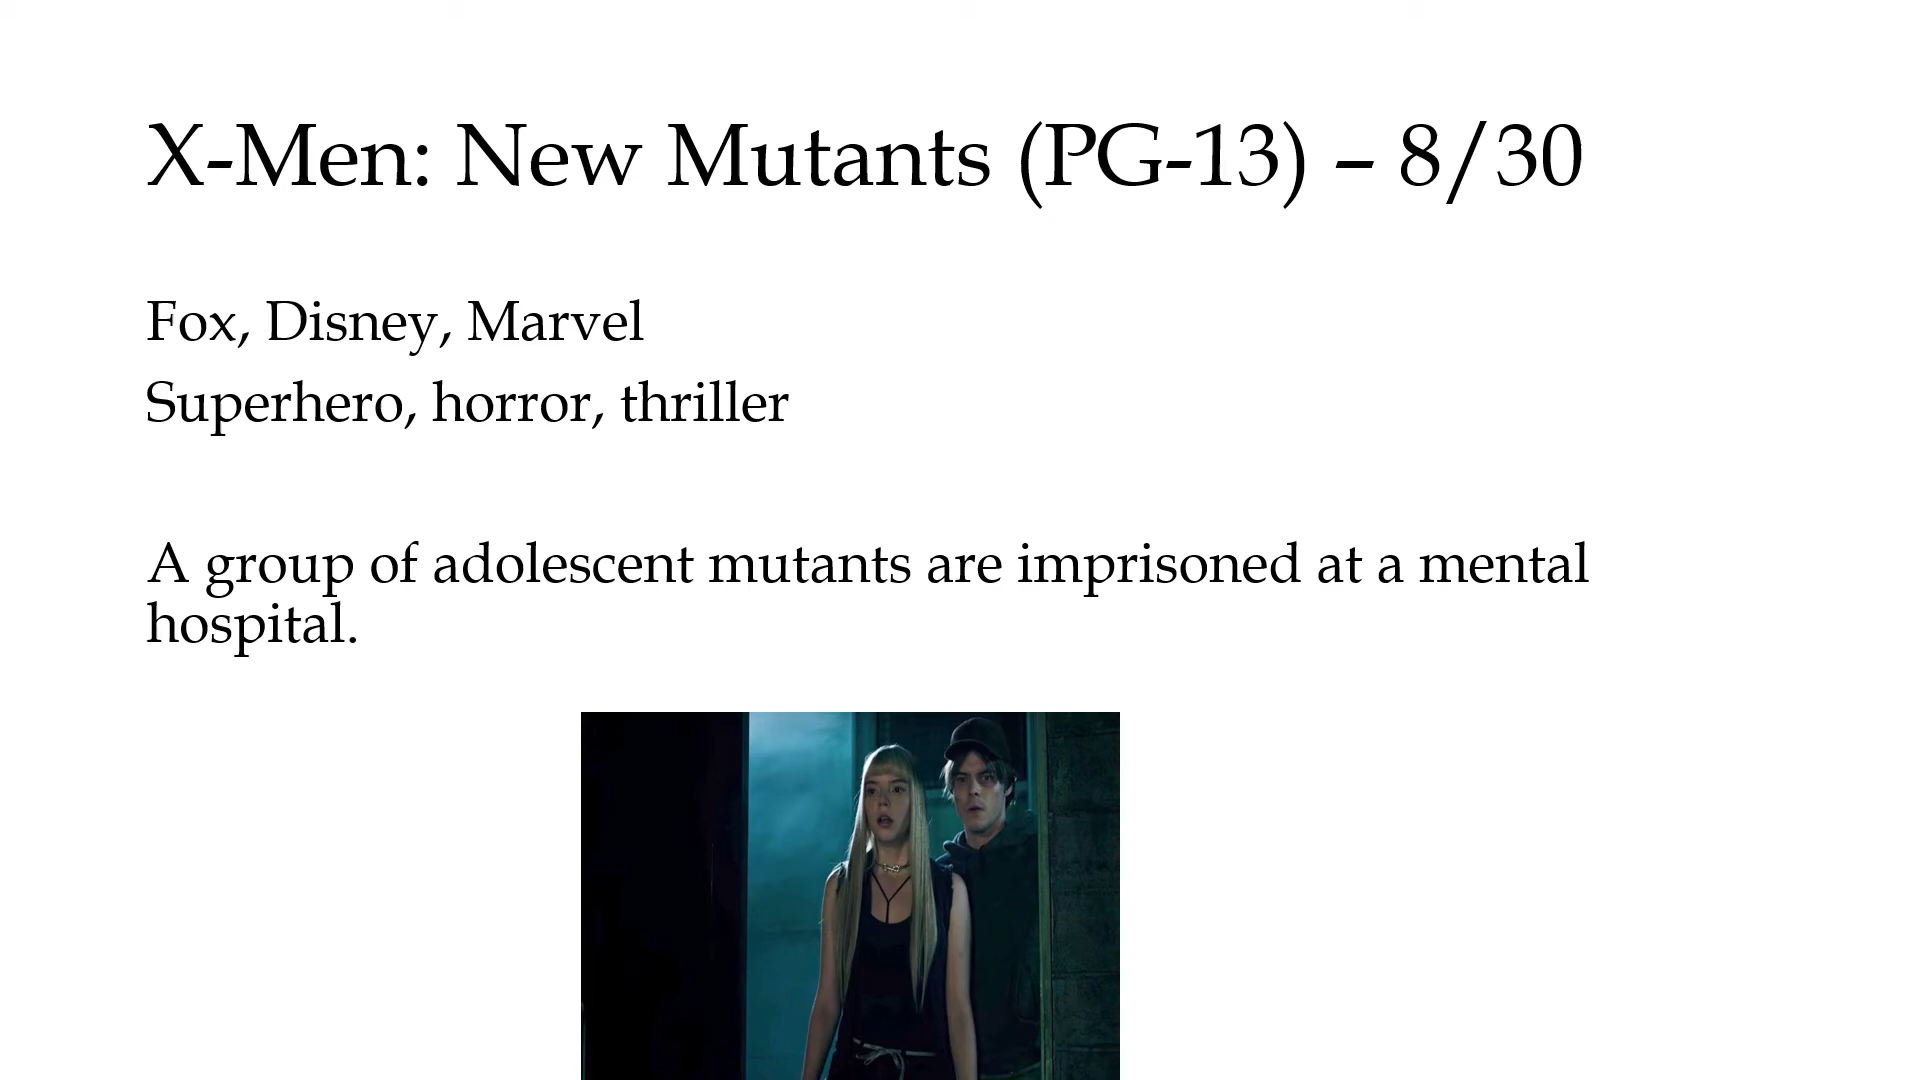 X-Men: New Mutants (PG-13) – 8/30
Fox, Disney, Marvel
Superhero, horror, thriller
A group of adolescent mutants are imprisoned at a mental
hospital.